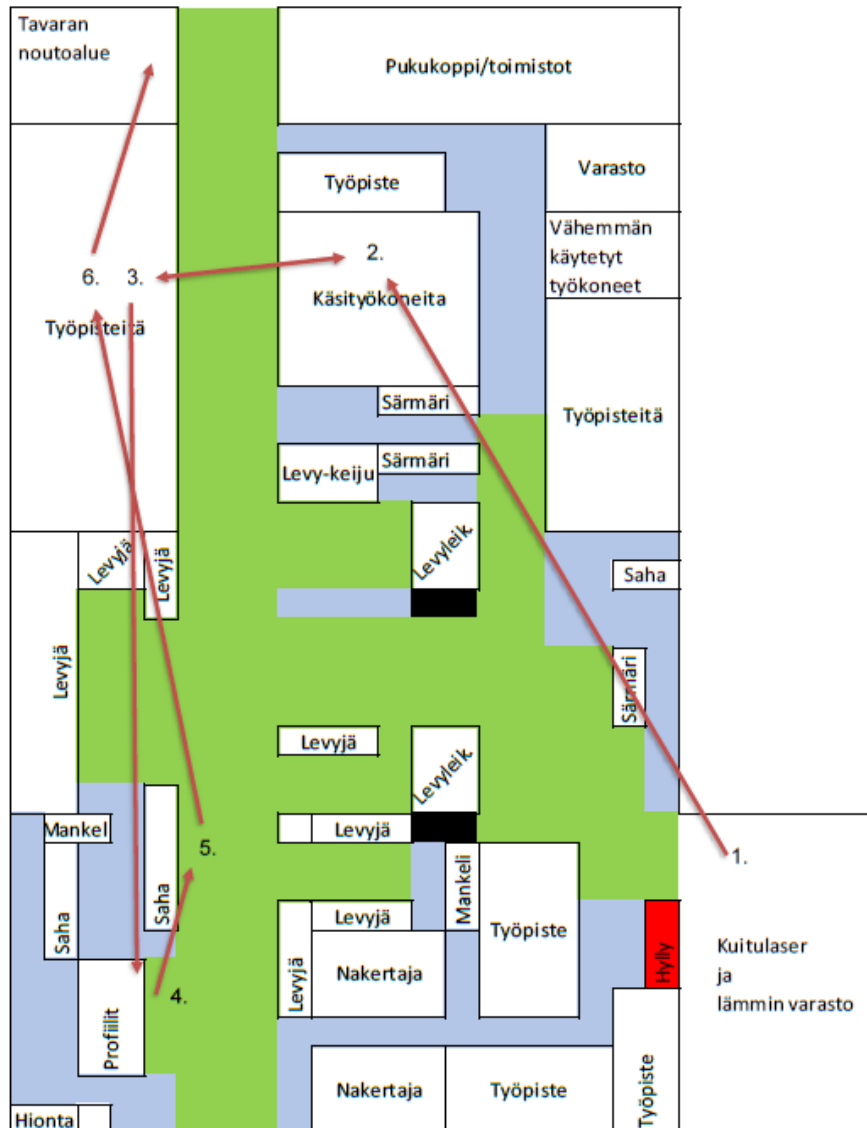 Tavaran
noutoalue
Pukukoppi/toimistot
Työpiste
Varasto
Vähemmän
käytetyt
työkoneet
2.
6.
3.
Käsityökoneita
Työpisteitä
Särmäri
Työpisteitä
Särmäri
Levy-keiju
Levyjä
Levyjä
Levyleik
Saha
Levyjä
Särmäri
Levyjä
Levyleik
Mankel
Levyjä
5.
1.
Saha
Saha
Mankeli
Levyjä
Työpiste
Levyjä
Nakertaja
Hylly
Kuitulaser
ja
lämmin varasto
4.
Profiilit
Nakertaja
Työpiste
Työpiste
Hionta